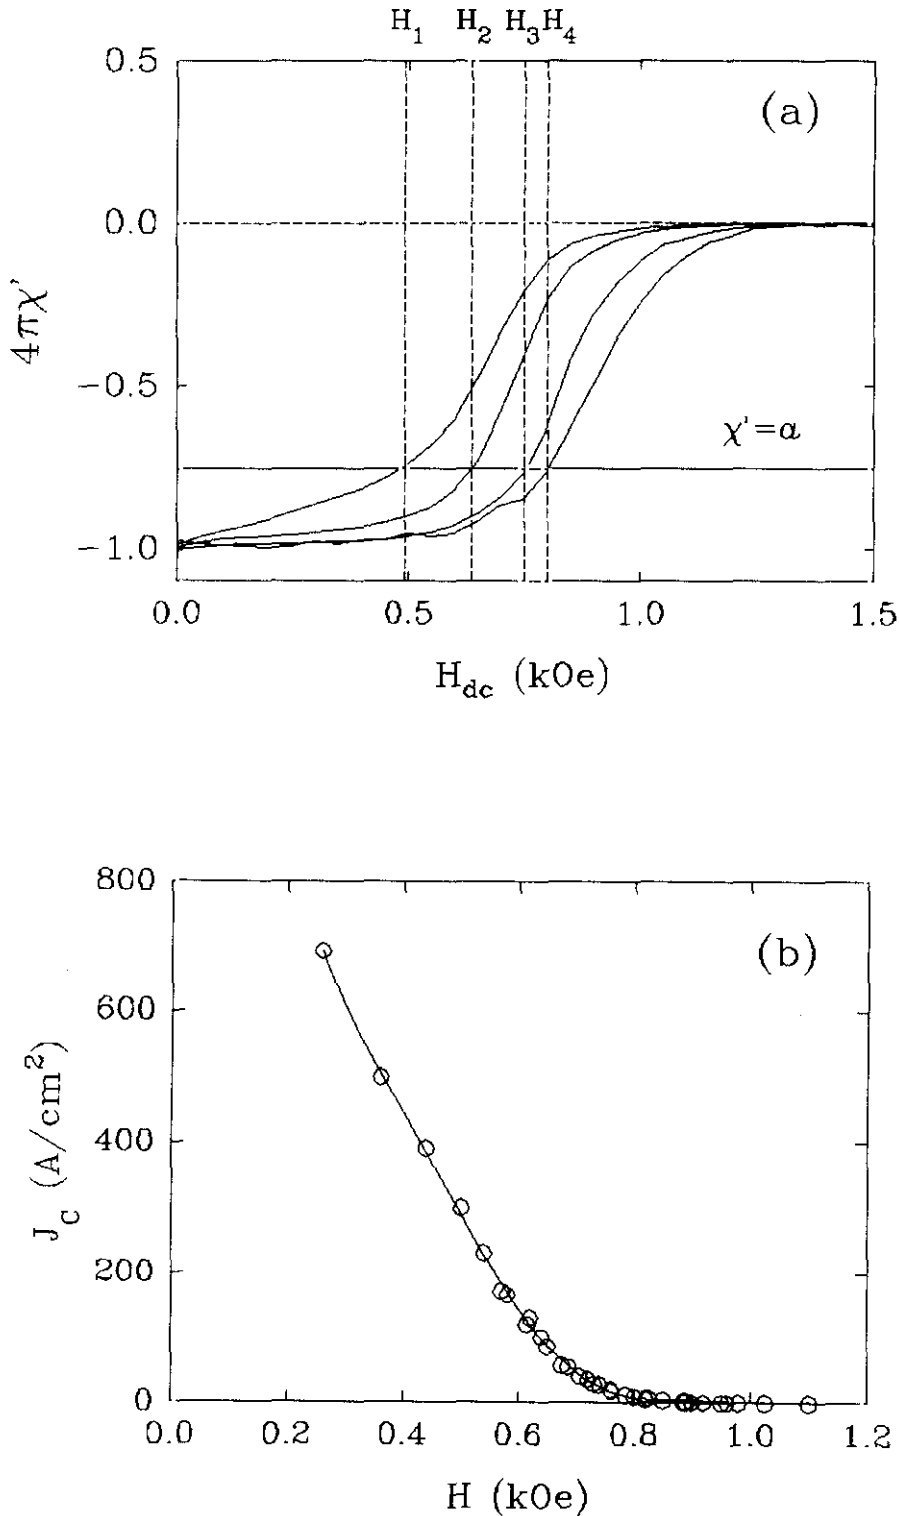 H₁ H₂ H₃ H₄
(a)
0.5
0.0
−0.5
−1.0
4πχ'
χ'=α
0.0 0.5 1.0 1.5
H_dc (kOe)
(b)
800
600
400
200
0
J_C (A/cm²)
0.0 0.2 0.4 0.6 0.8 1.0 1.2
H (kOe)